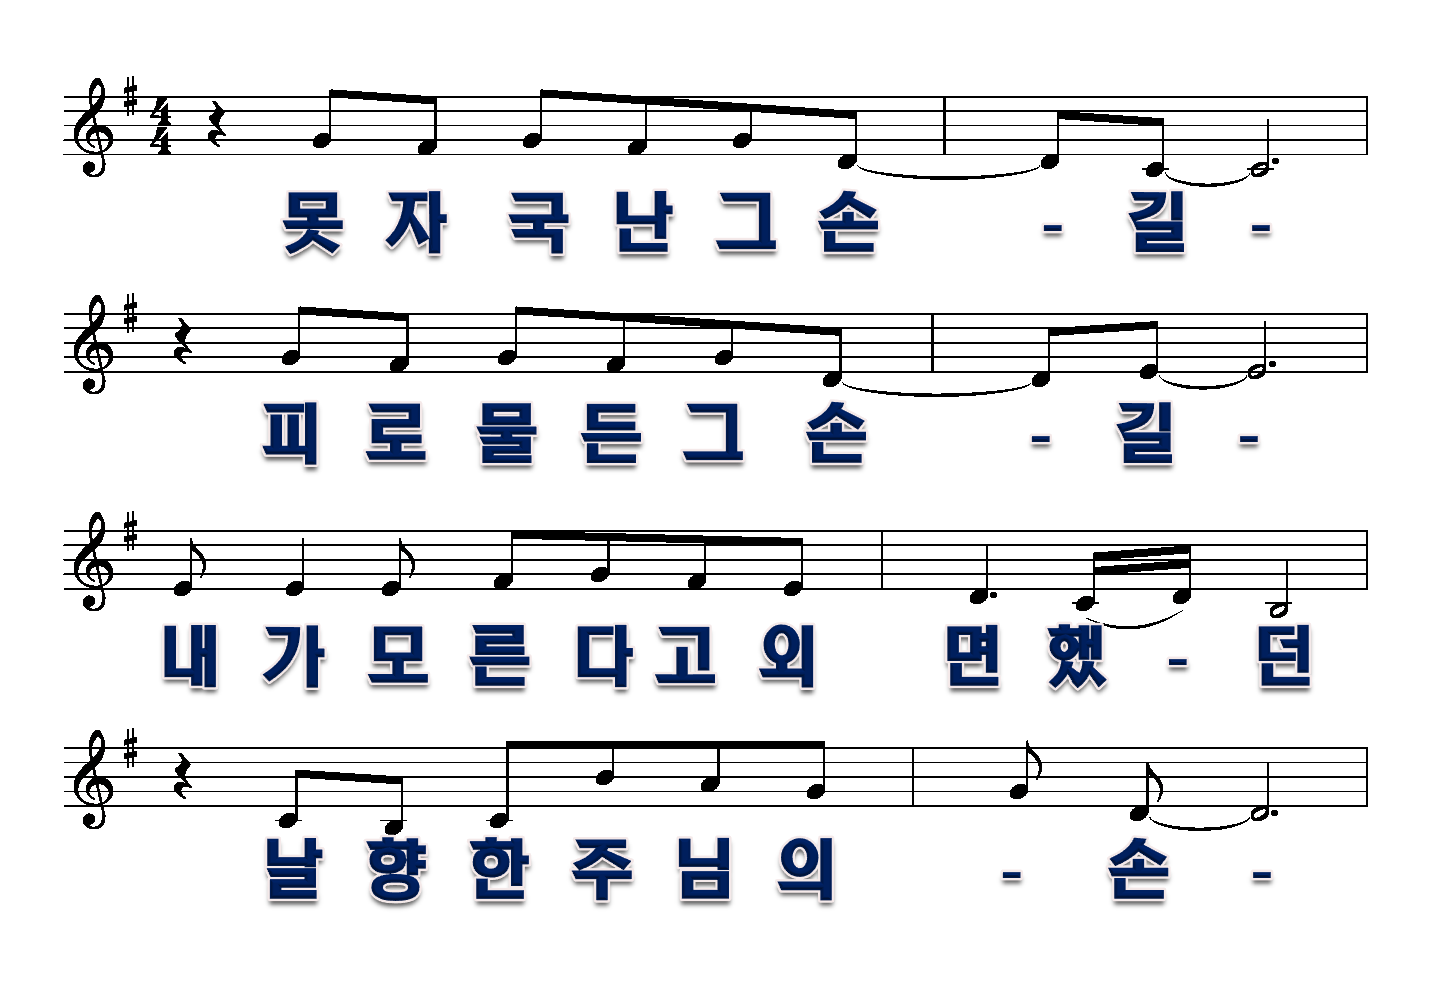 못 자 국 난 그 손 - 길 -
피 로 물 든 그 손 - 길 -
내 가 모 른 다 고 외 면 했 - 던
날 향 한 주 님 의 - 손 -